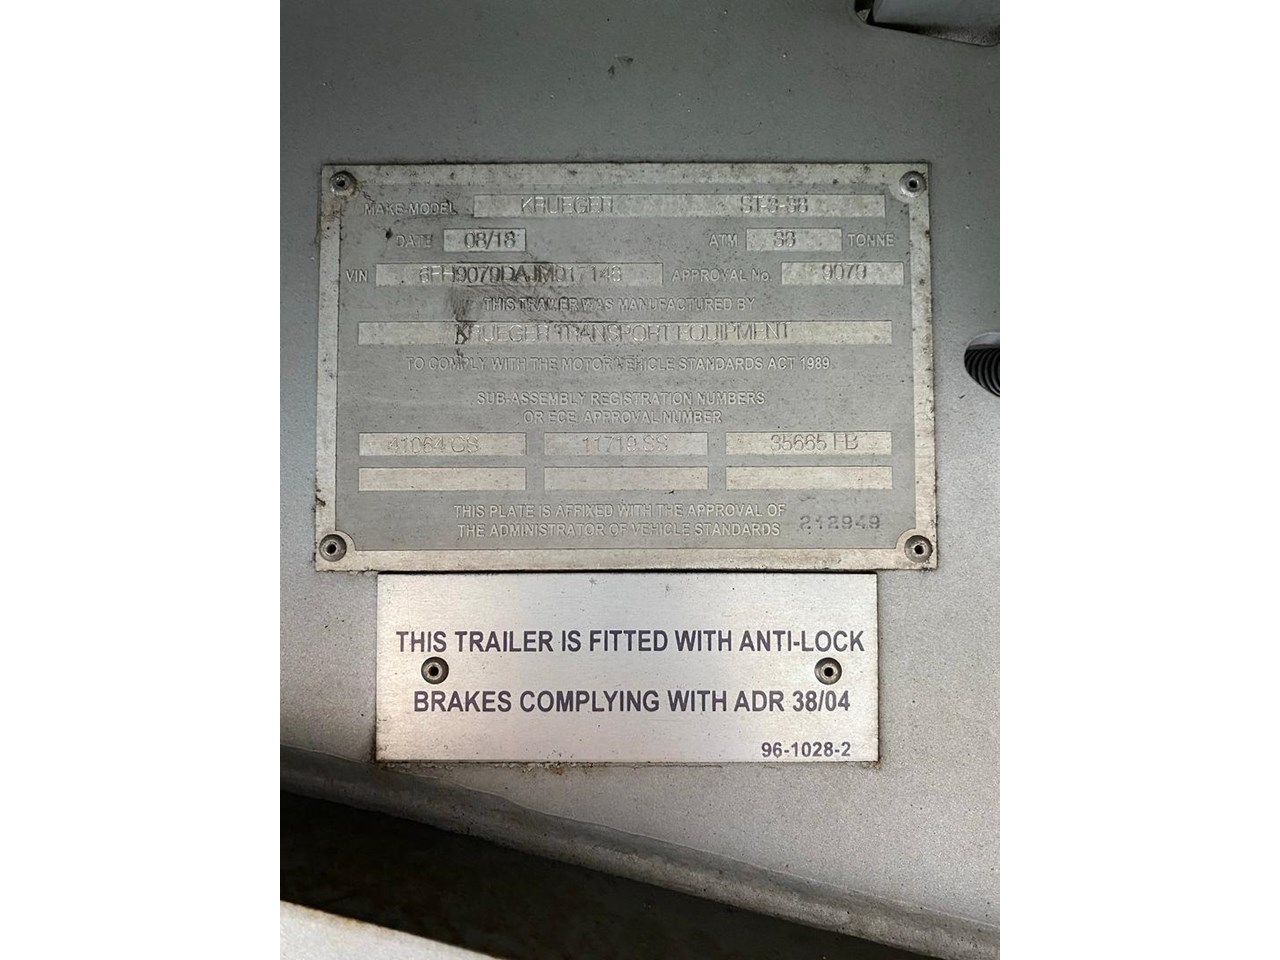 MAKE-MODEL KRUEGER ST-3-38
DATE 08/18 ATM 38 TONNE
VIN APPROVAL No. 9079
THIS TRAILER WAS MANUFACTURED BY
KRUEGER TRANSPORT EQUIPMENT
TO COMPLY WITH THE MOTOR VEHICLE STANDARDS ACT 1989.
SUB-ASSEMBLY REGISTRATION NUMBERS
OR ECE APPROVAL NUMBER
41064 11719 SS 35665
THIS PLATE IS AFFIXED WITH THE APPROVAL OF
THE ADMINISTRATOR OF VEHICLE STANDARDS 212949
THIS TRAILER IS FITTED WITH ANTI-LOCK
BRAKES COMPLYING WITH ADR 38/04
96-1028-2